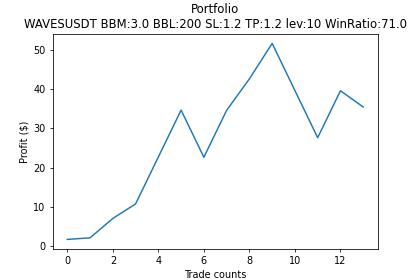 Portfolio
WAVESUSDT BBM:3.0 BBL:200 SL:1.2 TP:1.2 lev:10 WinRatio:71.0
50
40
30
20
10
0
Profit ($)
0 2 4 6 8 10 12
Trade counts